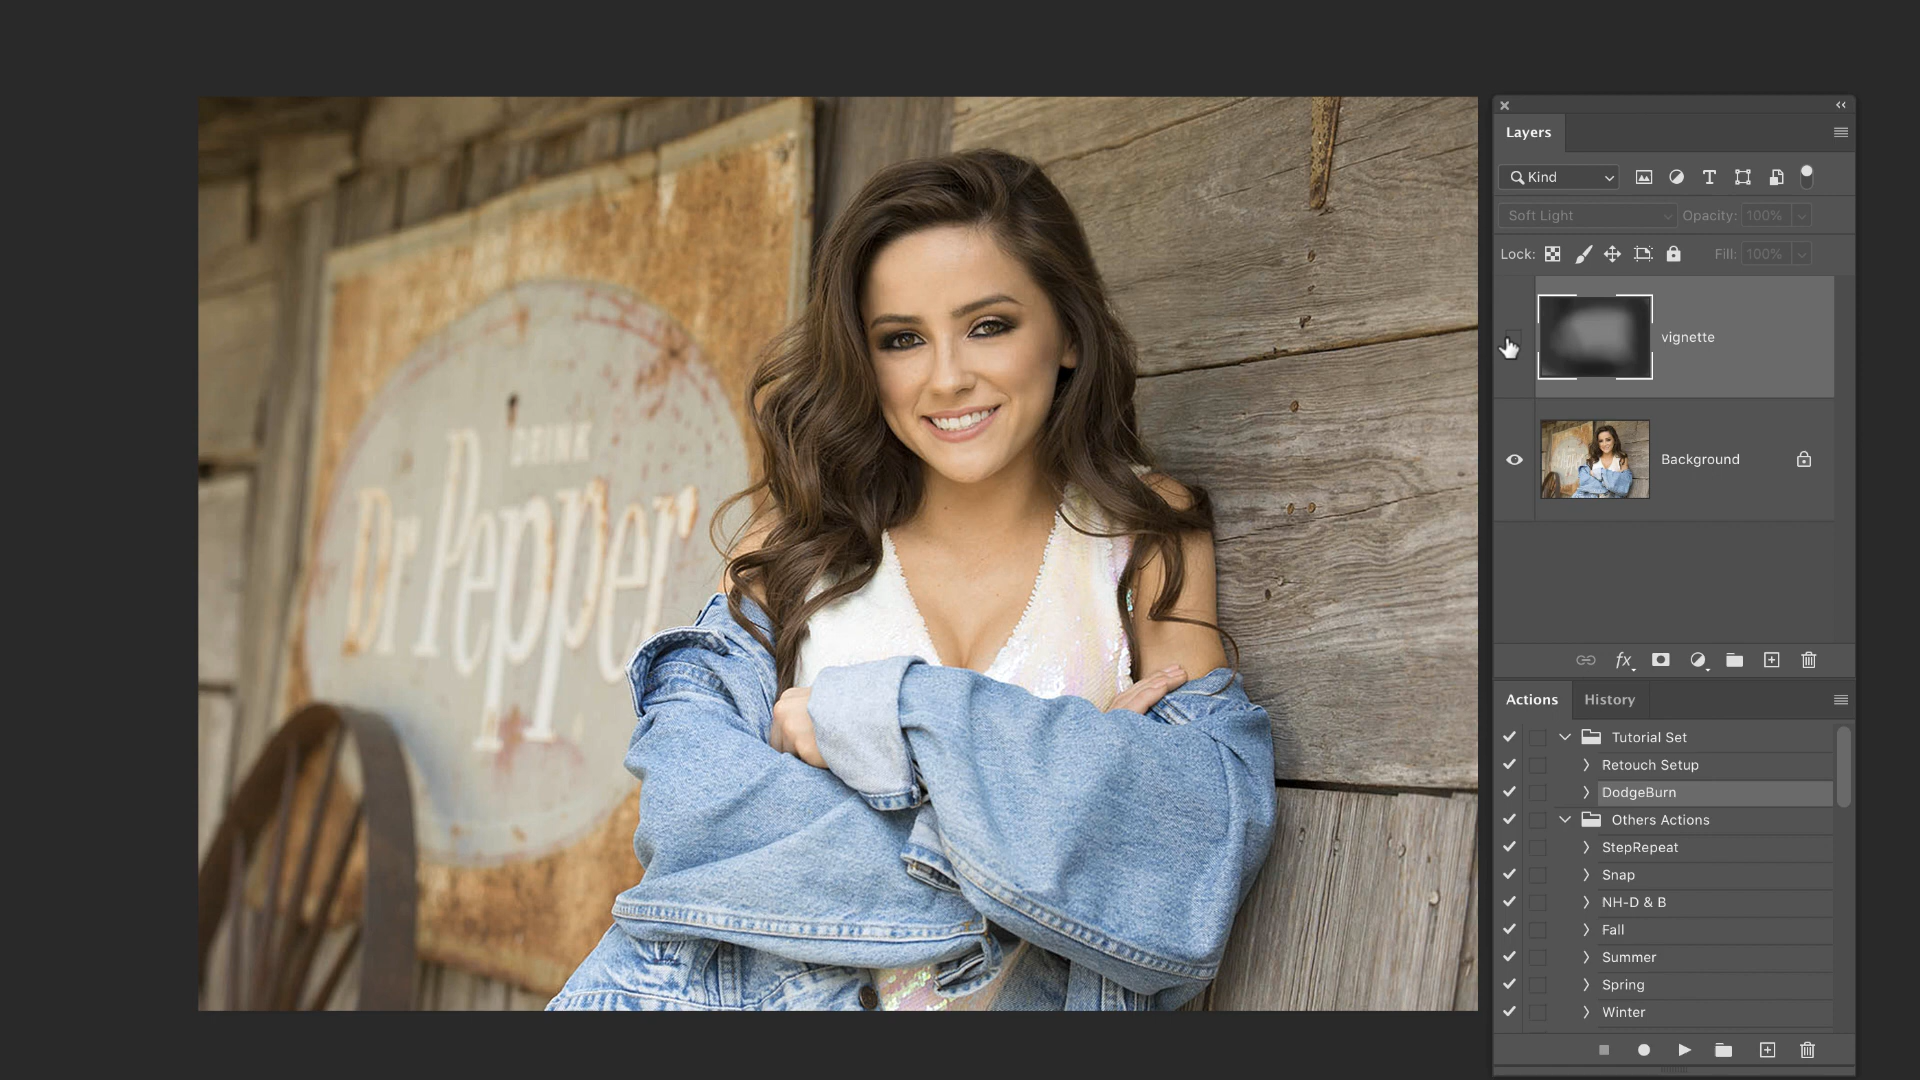 DRINK
Dr Pepper
Layers
Kind
Soft Light Opacity: 100%
Lock: Fill: 100%
vignette
Background
fx
Actions History
Tutorial Set
Retouch Setup
DodgeBurn
Others Actions
StepRepeat
Snap
NH-D & B
Fall
Summer
Spring
Winter